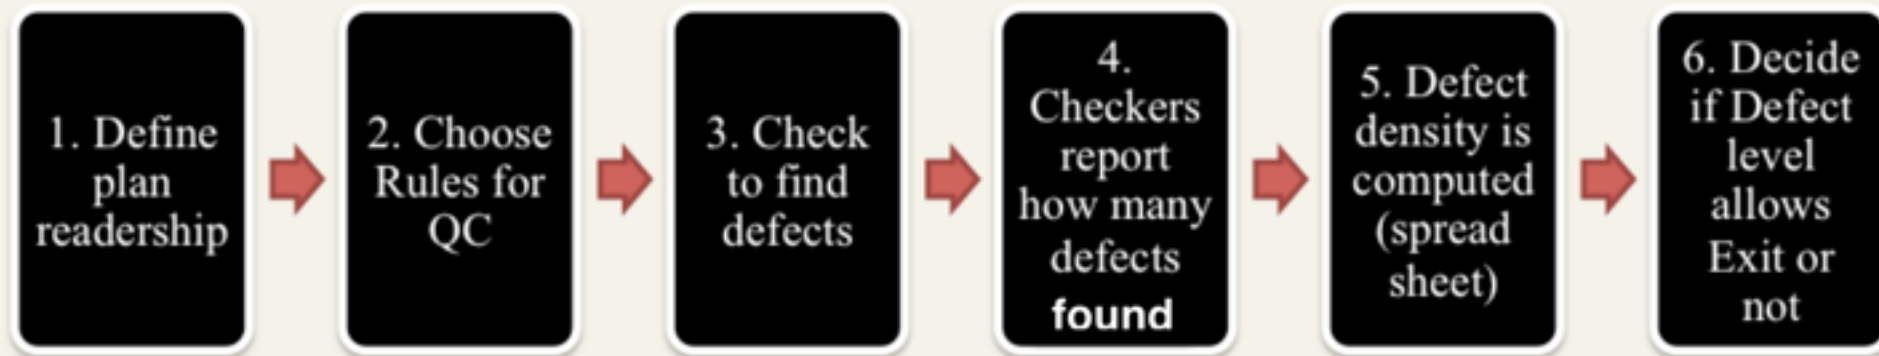 1. Define
plan
readership
2. Choose
Rules for
QC
3. Check
to find
defects
4.
Checkers
report
how many
defects
found
5. Defect
density is
computed
(spread
sheet)
6. Decide
if Defect
level
allows
Exit or
not